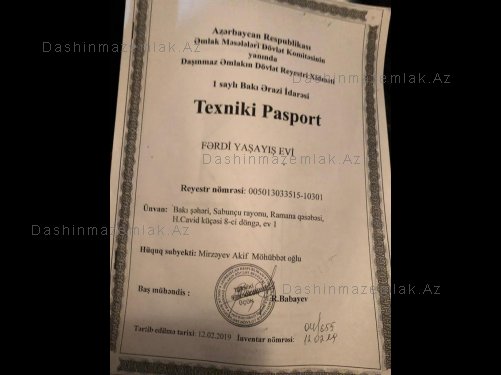 Azərbaycan Respublikası
Əmlak Məsələləri Dövlət Komitəsinin
yanında
Daşınmaz Əmlakın Dövlət Reyestri Xidməti
1 saylı Bakı Ərazi İdarəsi
Texniki Pasport
FƏRDİ YAŞAYIŞ EVİ
Reyestr nömrəsi: 005013033515-10301
Ünvan: Bakı şəhəri, Sabunçu rayonu, Ramana qəsəbəsi,
H.Cavid küçəsi 8-ci döngə, ev 1
Hüquq subyekti: Mirzəyev Akif Möhübbət oğlu
Baş mühəndis :
R.Babayev
Tərtib edilmə tarixi: 12.02.2019 İnventar nömrəsi:
Dashinmazemlak.Az
Dashinmazemlak.Az
Dashinmazemlak.Az
Dashinmazemlak.Az
Dashinmazemlak.Az
Dashinmazemlak.Az